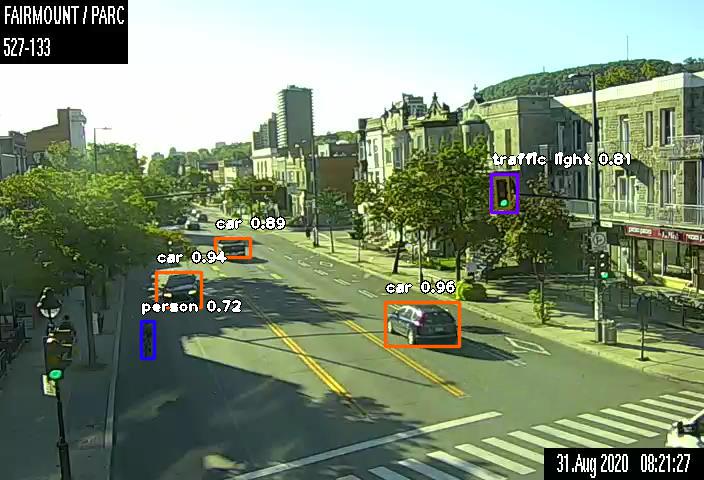 FAIRMOUNT / PARC
527-133
traffic light 0.81
car 0.89
car 0.94
car 0.96
person 0.72
31.Aug 2020 08:21:27